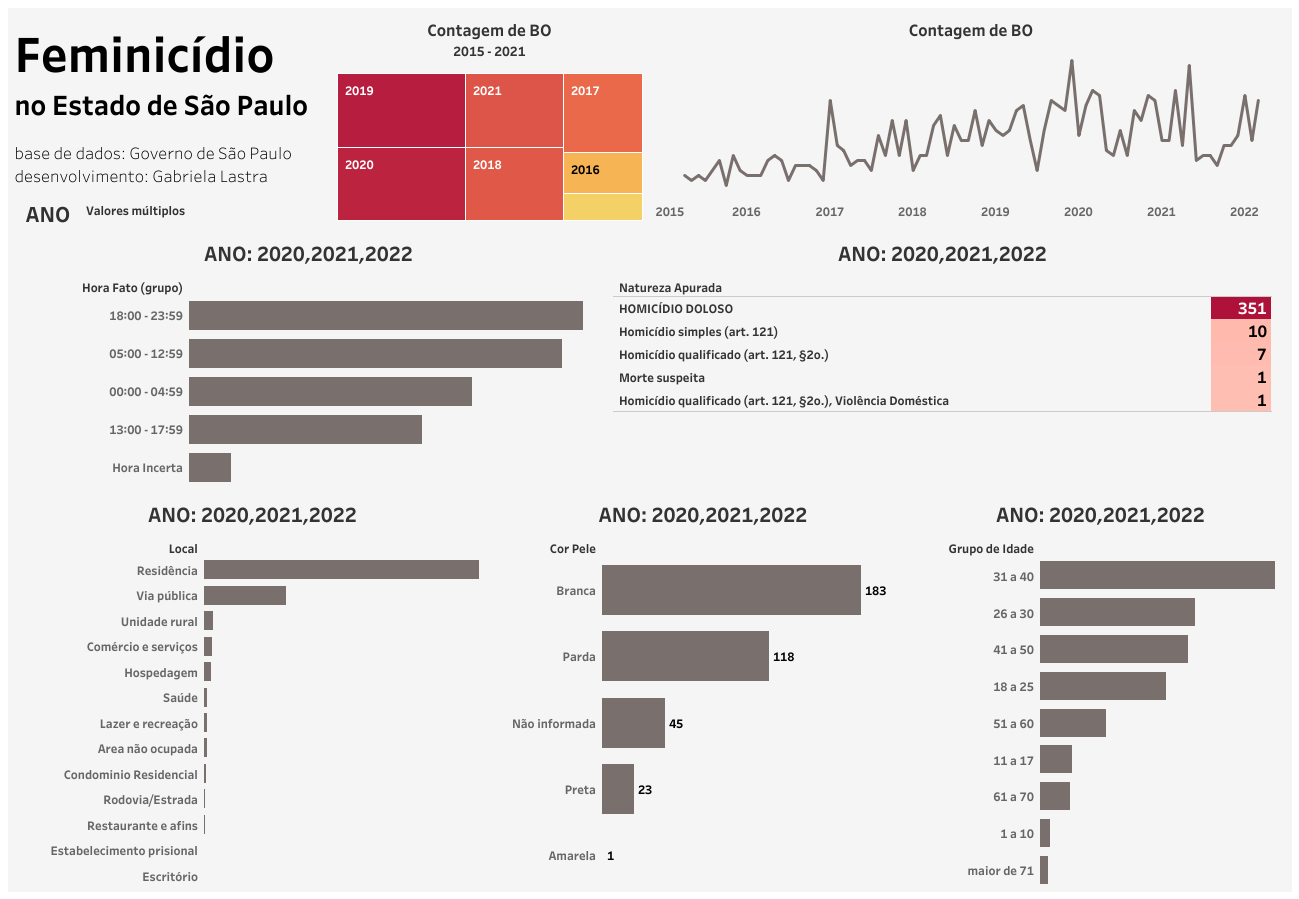 Feminicídio
no Estado de São Paulo
base de dados: Governo de São Paulo
desenvolvimento: Gabriela Lastra
ANO Valores múltiplos
Contagem de BO
2015 - 2021
2019
2021
2017
2020
2018
2016
Contagem de BO
2015 2016 2017 2018 2019 2020 2021 2022
ANO: 2020,2021,2022
Hora Fato (grupo)
18:00 - 23:59
05:00 - 12:59
00:00 - 04:59
13:00 - 17:59
Hora Incerta
ANO: 2020,2021,2022
Natureza Apurada
HOMICÍDIO DOLOSO 351
Homicídio simples (art. 121) 10
Homicídio qualificado (art. 121, §2o.) 7
Morte suspeita 1
Homicídio qualificado (art. 121, §2o.), Violência Doméstica 1
ANO: 2020,2021,2022
Local
Residência
Via pública
Unidade rural
Comércio e serviços
Hospedagem
Saúde
Lazer e recreação
Area não ocupada
Condominio Residencial
Rodovia/Estrada
Restaurante e afins
Estabelecimento prisional
Escritório
ANO: 2020,2021,2022
Cor Pele
Branca 183
Parda 118
Não informada 45
Preta 23
Amarela 1
ANO: 2020,2021,2022
Grupo de Idade
31 a 40
26 a 30
41 a 50
18 a 25
51 a 60
11 a 17
61 a 70
1 a 10
maior de 71